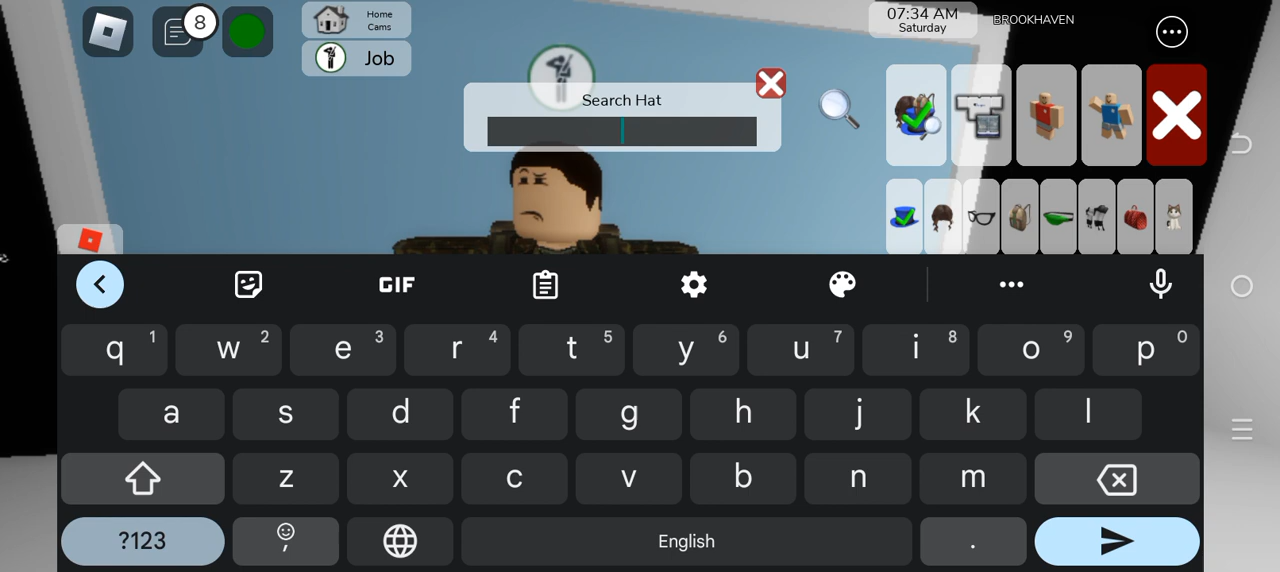 8
Home
Cams
Job
07:34 AM
Saturday
BROOKHAVEN
Search Hat
GIF
q 1 w 2 e 3 r 4 t 5 y 6 u 7 i 8 o 9 p 0
a s d f g h j k l
z x c v b n m
?123 , English .